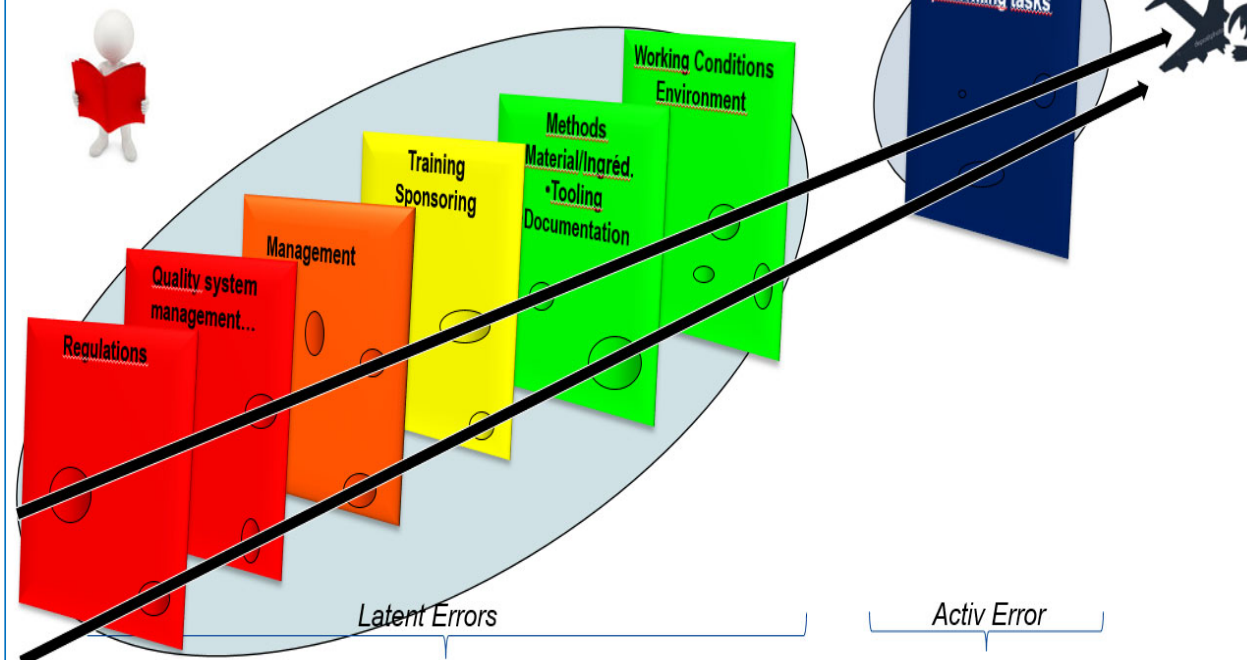 Regulations
Quality system
management...
Management
Training
Sponsoring
Methods
Material/Ingréd.
•Tooling
Documentation
Working Conditions
Environment
tasks
Latent Errors
Activ Error